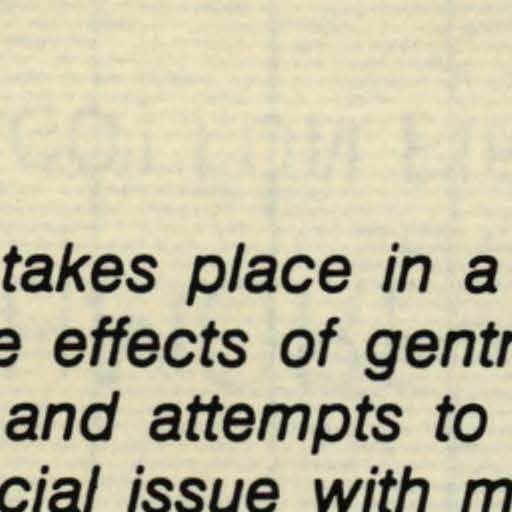 takes place in a
e effects of gentr
and attempts to
cial issue with m